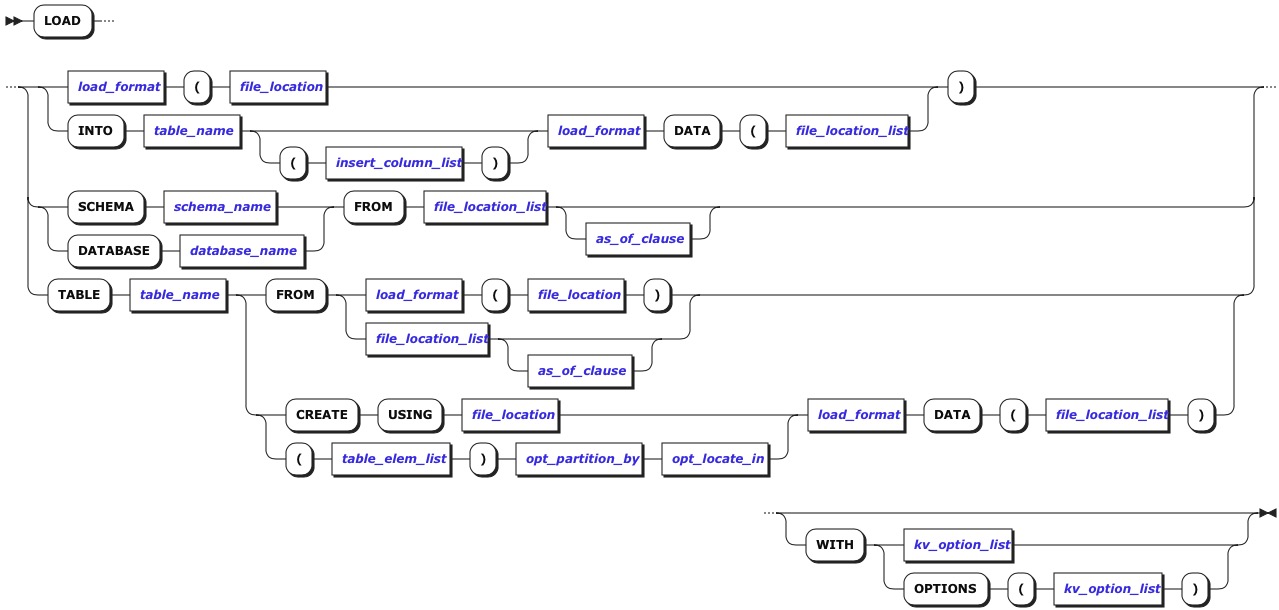 LOAD
load_format ( file_location )
INTO table_name load_format DATA ( file_location_list
( insert_column_list )
SCHEMA schema_name FROM file_location_list
as_of_clause
DATABASE database_name
TABLE table_name FROM load_format ( file_location )
file_location_list
as_of_clause
CREATE USING file_location load_format DATA ( file_location_list )
( table_elem_list ) opt_partition_by opt_locate_in
WITH kv_option_list
OPTIONS ( kv_option_list )